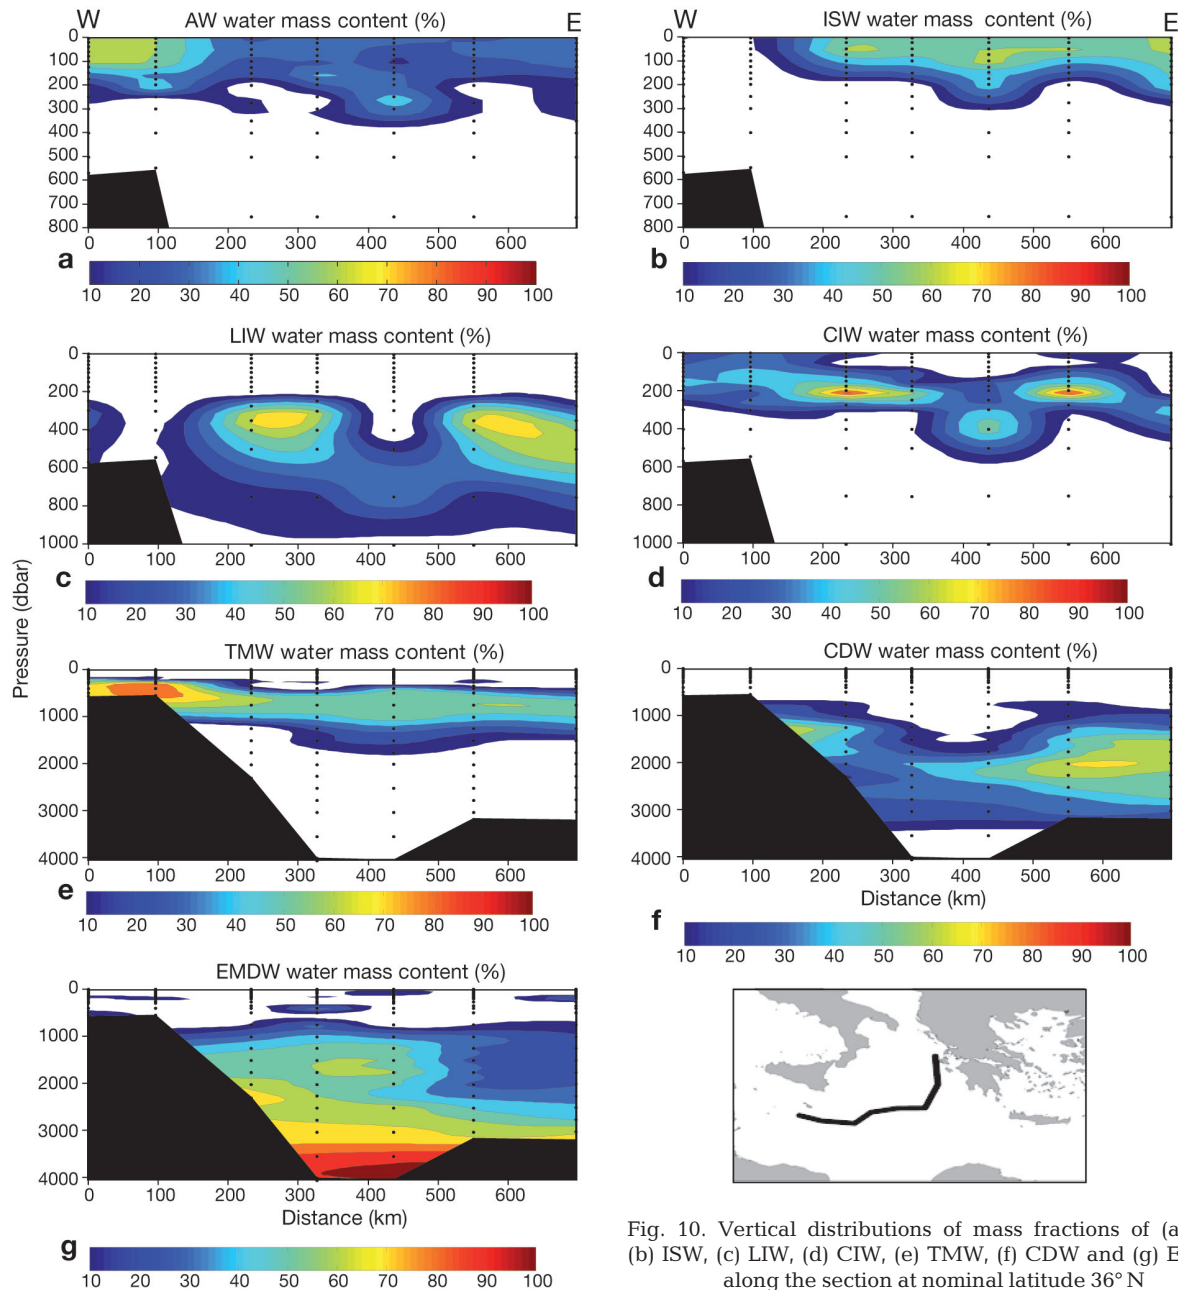 W
AW water mass content (%)
E
0
100
200
300
400
500
600
700
800
0 100 200 300 400 500 600
a
10 20 30 40 50 60 70 80 90 100
W
ISW water mass content (%)
E
0
100
200
300
400
500
600
700
800
0 100 200 300 400 500 600
b
10 20 30 40 50 60 70 80 90 100
LIW water mass content (%)
0
200
400
600
800
1000
0 100 200 300 400 500 600
c
10 20 30 40 50 60 70 80 90 100
CIW water mass content (%)
0
200
400
600
800
1000
0 100 200 300 400 500 600
d
10 20 30 40 50 60 70 80 90 100
Pressure (dbar)
TMW water mass content (%)
0
1000
2000
3000
4000
0 100 200 300 400 500 600
e
10 20 30 40 50 60 70 80 90 100
CDW water mass content (%)
0
1000
2000
3000
4000
0 100 200 300 400 500 600
Distance (km)
f
10 20 30 40 50 60 70 80 90 100
EMDW water mass content (%)
0
1000
2000
3000
4000
0 100 200 300 400 500 600
Distance (km)
g
10 20 30 40 50 60 70 80 90 100
Fig. 10. Vertical distributions of mass fractions of (a)
(b) ISW, (c) LIW, (d) CIW, (e) TMW, (f) CDW and (g) E
along the section at nominal latitude 36° N